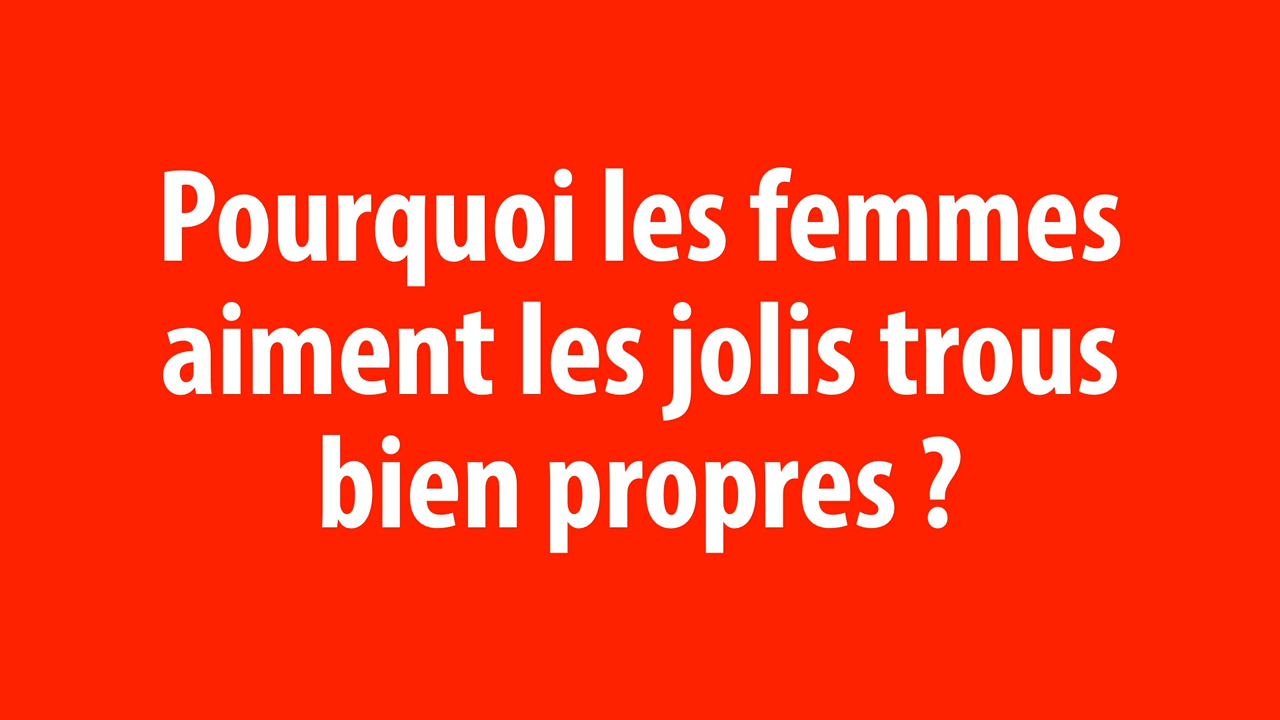 Pourquoi les femmes
aiment les jolis trous
bien propres ?